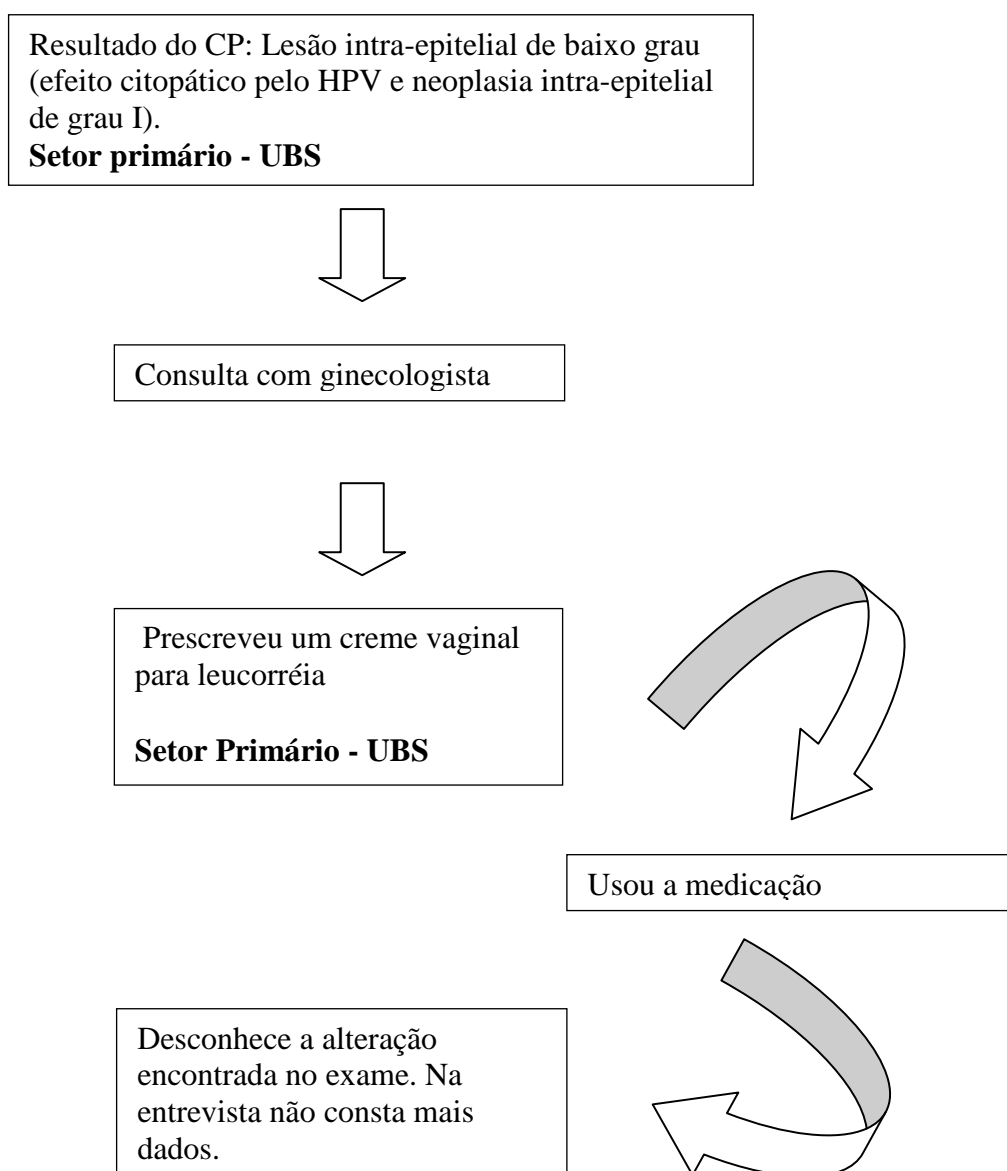 Resultado do CP: Lesão intra-epitelial de baixo grau
(efeito citopático pelo HPV e neoplasia intra-epitelial
de grau I).
Setor primário - UBS
Consulta com ginecologista
Prescreveu um creme vaginal
para leucorréia
Setor Primário - UBS
Usou a medicação
Desconhece a alteração
encontrada no exame. Na
entrevista não consta mais
dados.